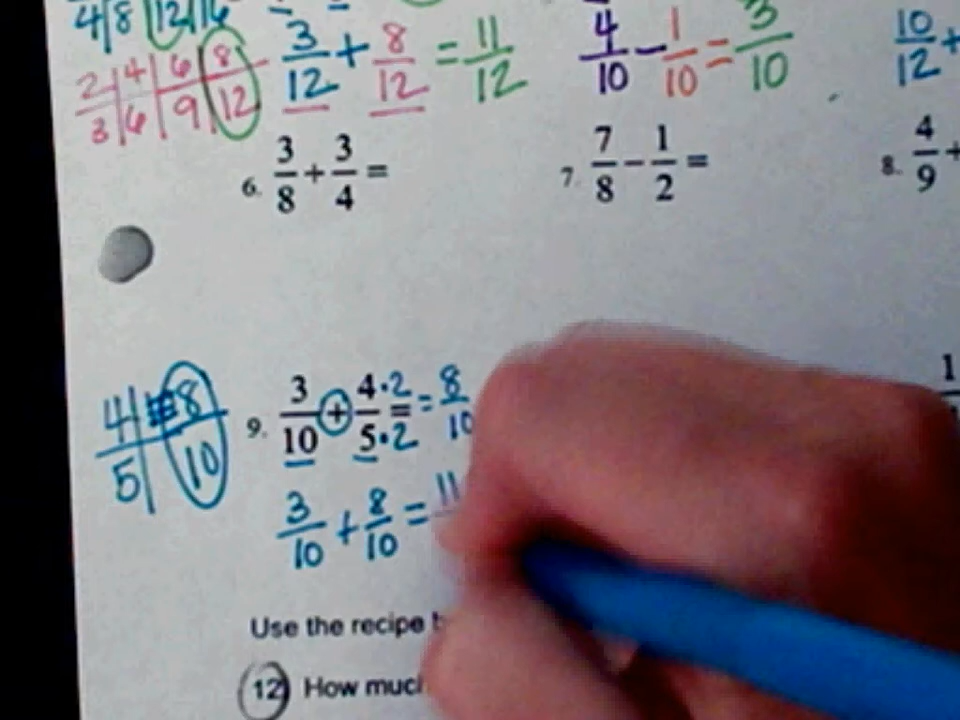 4 8 12 16
2 4 6 8
3 6 9 12
3/12 + 8/12 = 11/12
4/10 - 1/10 = 3/10
10/12 +
6. 3/8 + 3/4 =
7. 7/8 - 1/2 =
8. 4/9 +
4 8
5 10
9. 3/10 + 4·2/5·2 = = 8/10
3/10 + 8/10 = 11
1
Use the recipe
12 How much